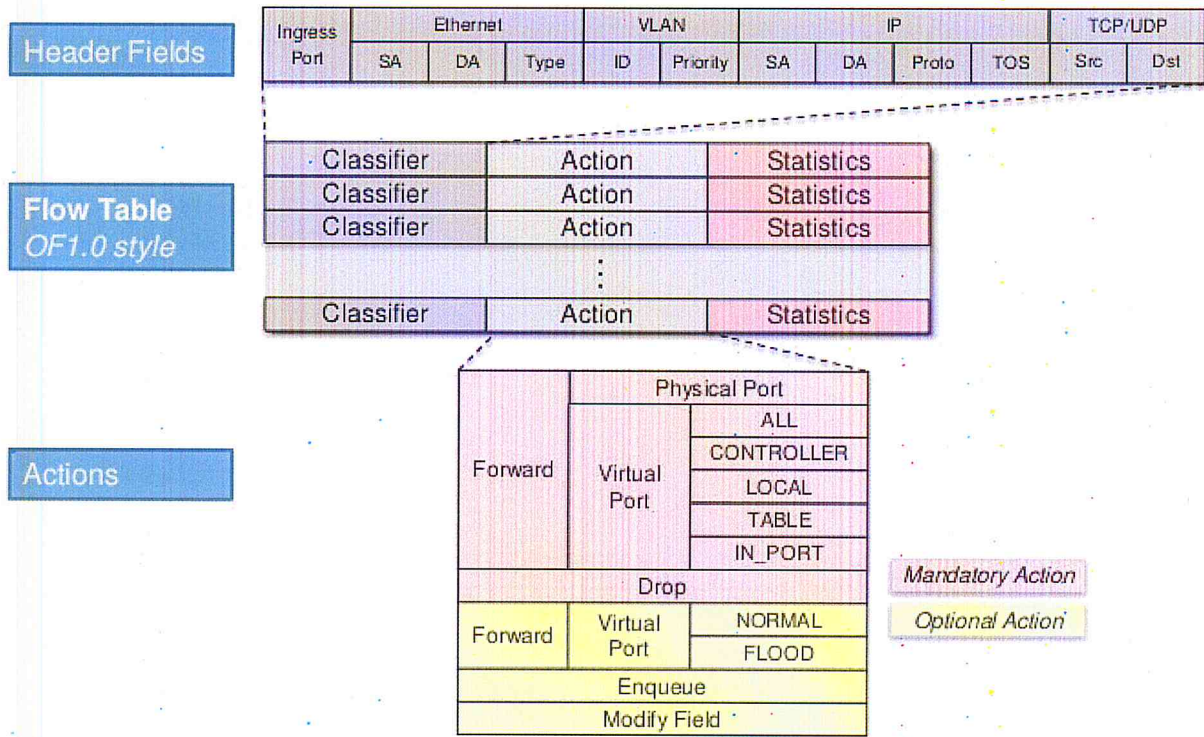 Header Fields
Ingress Port
Ethernet
VLAN
IP
TCP/UDP
SA
DA
Type
ID
Priority
SA
DA
Proto
TOS
Src
Dst
Flow Table
OF1.0 style
Classifier
Action
Statistics
Classifier
Action
Statistics
Classifier
Action
Statistics
⋮
Classifier
Action
Statistics
Actions
Forward
Physical Port
Virtual
Port
ALL
CONTROLLER
LOCAL
TABLE
IN_PORT
Drop
Mandatory Action
Forward
Virtual
Port
NORMAL
FLOOD
Optional Action
Enqueue
Modify Field